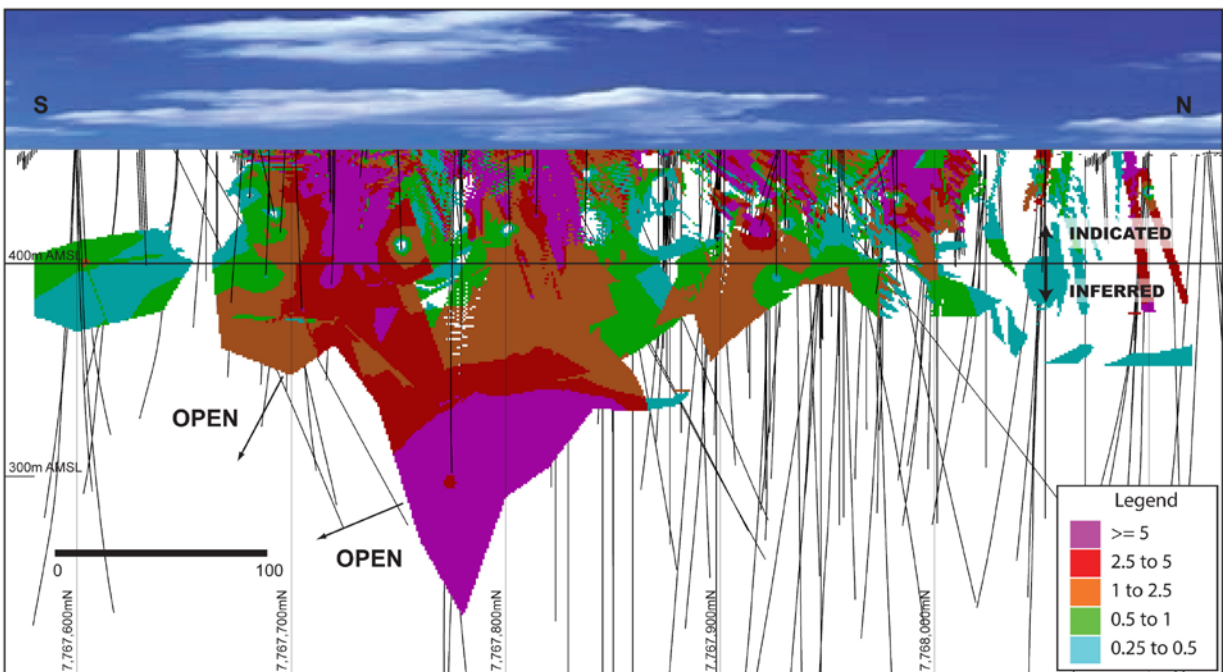 S
N
INDICATED
400m AMSL
INFERRED
OPEN
300m AMSL
OPEN
0
100
7,767,600mN
7,767,700mN
7,767,800mN
7,767,900mN
7,768,000mN
Legend
>= 5
2.5 to 5
1 to 2.5
0.5 to 1
0.25 to 0.5